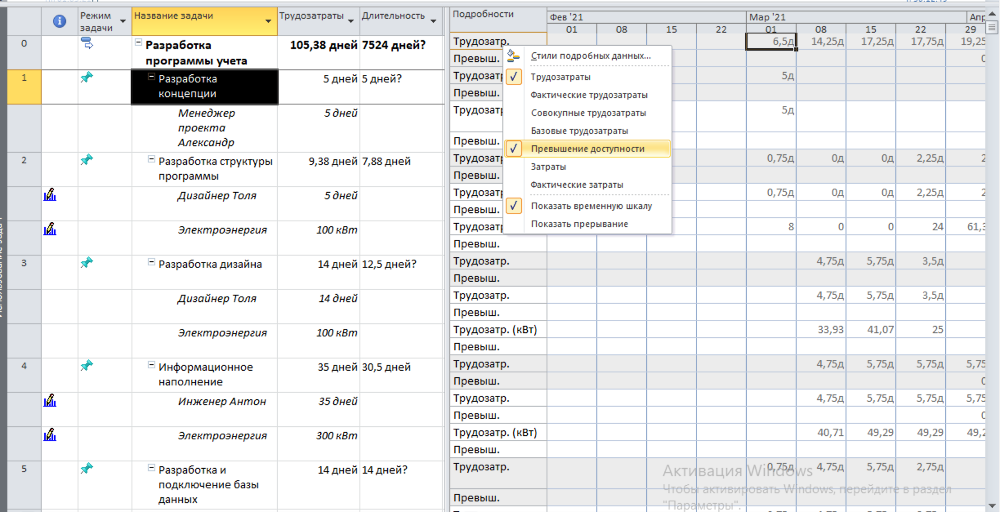 Режим задачи Название задачи Трудозатраты Длительность Подробности Фев '21 Мар '21 Апр
01 08 15 22 01 08 15 22 29
0 Разработка программы учета 105,38 дней 7524 дней? Трудозатр. 6,5д 14,25д 17,25д 17,75д 19,25
Превыш. 0
1 Разработка концепции 5 дней 5 дней? Трудозат 5д
Превыш.
Менеджер проекта Александр 5 дней Трудозат 5д
Превыш.
2 Разработка структуры программы 9,38 дней 7,88 дней Трудозат 0,75д 0д 0д 2,25д 2
Превыш.
Дизайнер Толя 5 дней Трудозат 0,75д 0д 0д 2,25д 2
Превыш.
Электроэнергия 100 кВт Трудозат 8 0 0 24 61,3
Превыш.
3 Разработка дизайна 14 дней 12,5 дней? Трудозатр. 4,75д 5,75д 3,5д
Превыш.
Дизайнер Толя 14 дней Трудозатр. 4,75д 5,75д 3,5д
Превыш.
Электроэнергия 100 кВт Трудозатр. (кВт) 33,93 41,07 25
Превыш.
4 Информационное наполнение 35 дней 30,5 дней Трудозатр. 4,75д 5,75д 5,75д 5,75
Превыш. 0
Инженер Антон 35 дней Трудозатр. 4,75д 5,75д 5,75д 5,75
Превыш. 0
Электроэнергия 300 кВт Трудозатр. (кВт) 40,71 49,29 49,29 49,2
Превыш.
5 Разработка и подключение базы данных 14 дней 14 дней? Трудозатр. 0,75д 4,75д 5,75д 2,75д
Превыш.
Стили подробных данных...
Трудозатраты
Фактические трудозатраты
Совокупные трудозатраты
Базовые трудозатраты
Превышение доступности
Затраты
Фактические затраты
Показать временную шкалу
Показать прерывание
Активация Windows
Чтобы активировать Windows, перейдите в раздел
"Параметры".